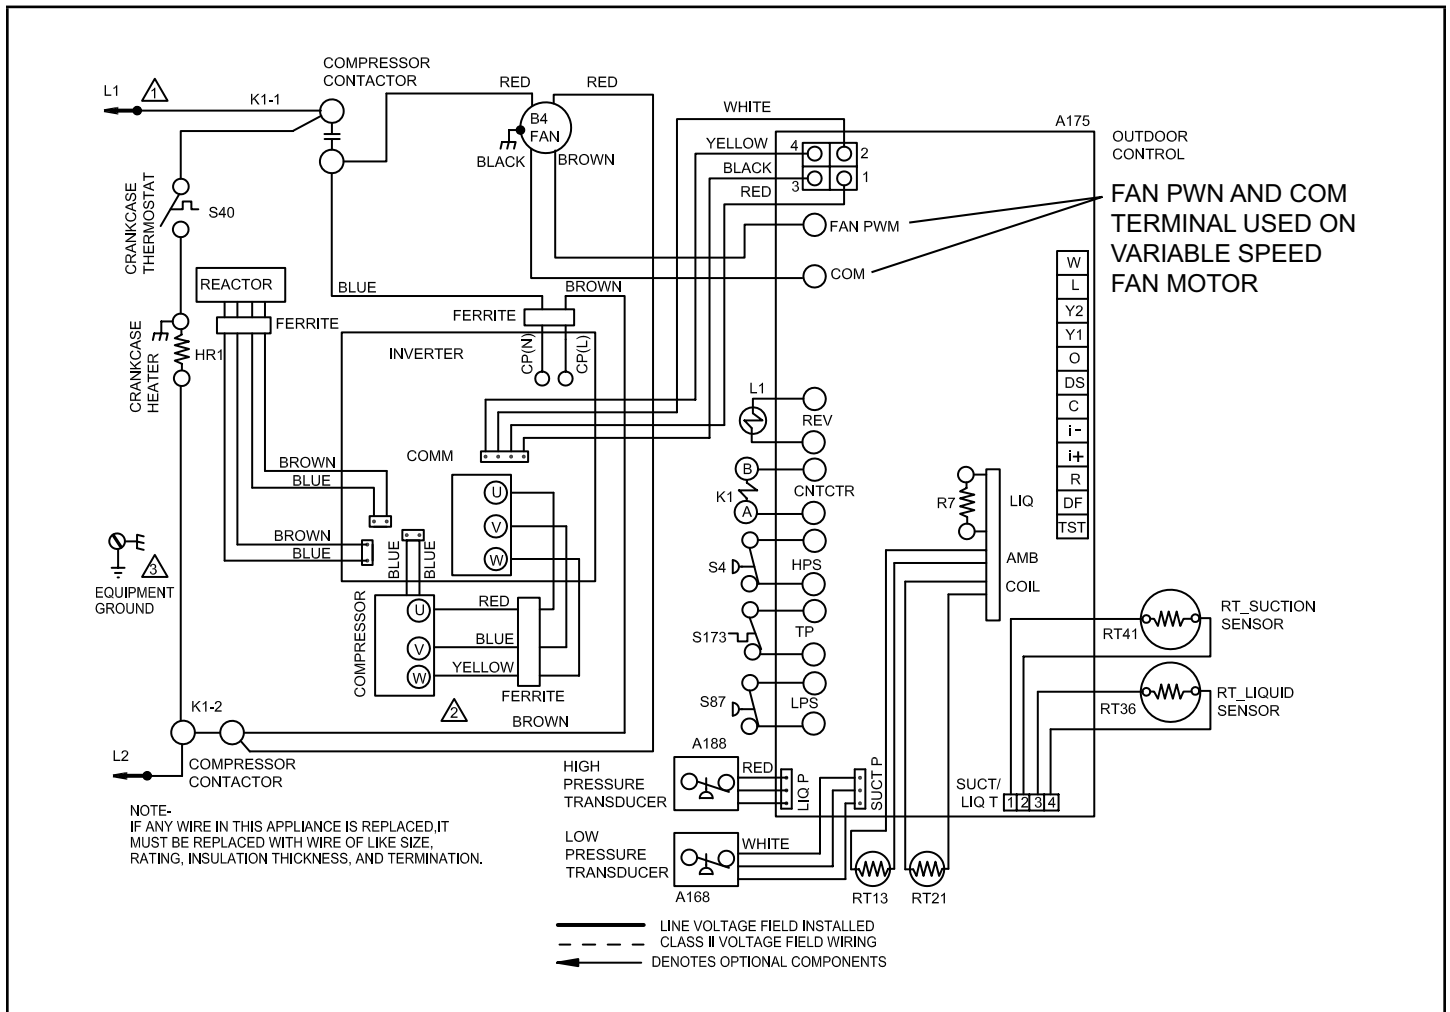 COMPRESSOR
CONTACTOR
L1
1
K1-1
RED
RED
B4
FAN
BLACK
BROWN
WHITE
YELLOW
BLACK
RED
4
2
3
1
A175
OUTDOOR
CONTROL
FAN PWM
COM
FAN PWN AND COM
TERMINAL USED ON
VARIABLE SPEED
FAN MOTOR
CRANKCASE
THERMOSTAT
S40
REACTOR
FERRITE
BLUE
BROWN
FERRITE
CP(N)
CP(L)
INVERTER
CRANKCASE
HEATER
HR1
W
L
Y2
Y1
O
DS
C
i-
i+
R
DF
TST
L1
REV
B
K1
A
CNTCTR
S4
HPS
S173
TP
S87
LPS
COMM
BROWN
BLUE
U
V
W
BROWN
BLUE
BLUE
BLUE
3
EQUIPMENT
GROUND
COMPRESSOR
U
V
W
RED
BLUE
YELLOW
FERRITE
2
BROWN
R7
LIQ
AMB
COIL
RT41
RT_SUCTION
SENSOR
RT36
RT_LIQUID
SENSOR
SUCT/
LIQ T
1 2 3 4
K1-2
L2
COMPRESSOR
CONTACTOR
A188
HIGH
PRESSURE
TRANSDUCER
RED
LIQ P
SUCT P
LOW
PRESSURE
TRANSDUCER
WHITE
A168
RT13
RT21
NOTE-
IF ANY WIRE IN THIS APPLIANCE IS REPLACED,IT
MUST BE REPLACED WITH WIRE OF LIKE SIZE,
RATING, INSULATION THICKNESS, AND TERMINATION.
LINE VOLTAGE FIELD INSTALLED
CLASS II VOLTAGE FIELD WIRING
DENOTES OPTIONAL COMPONENTS